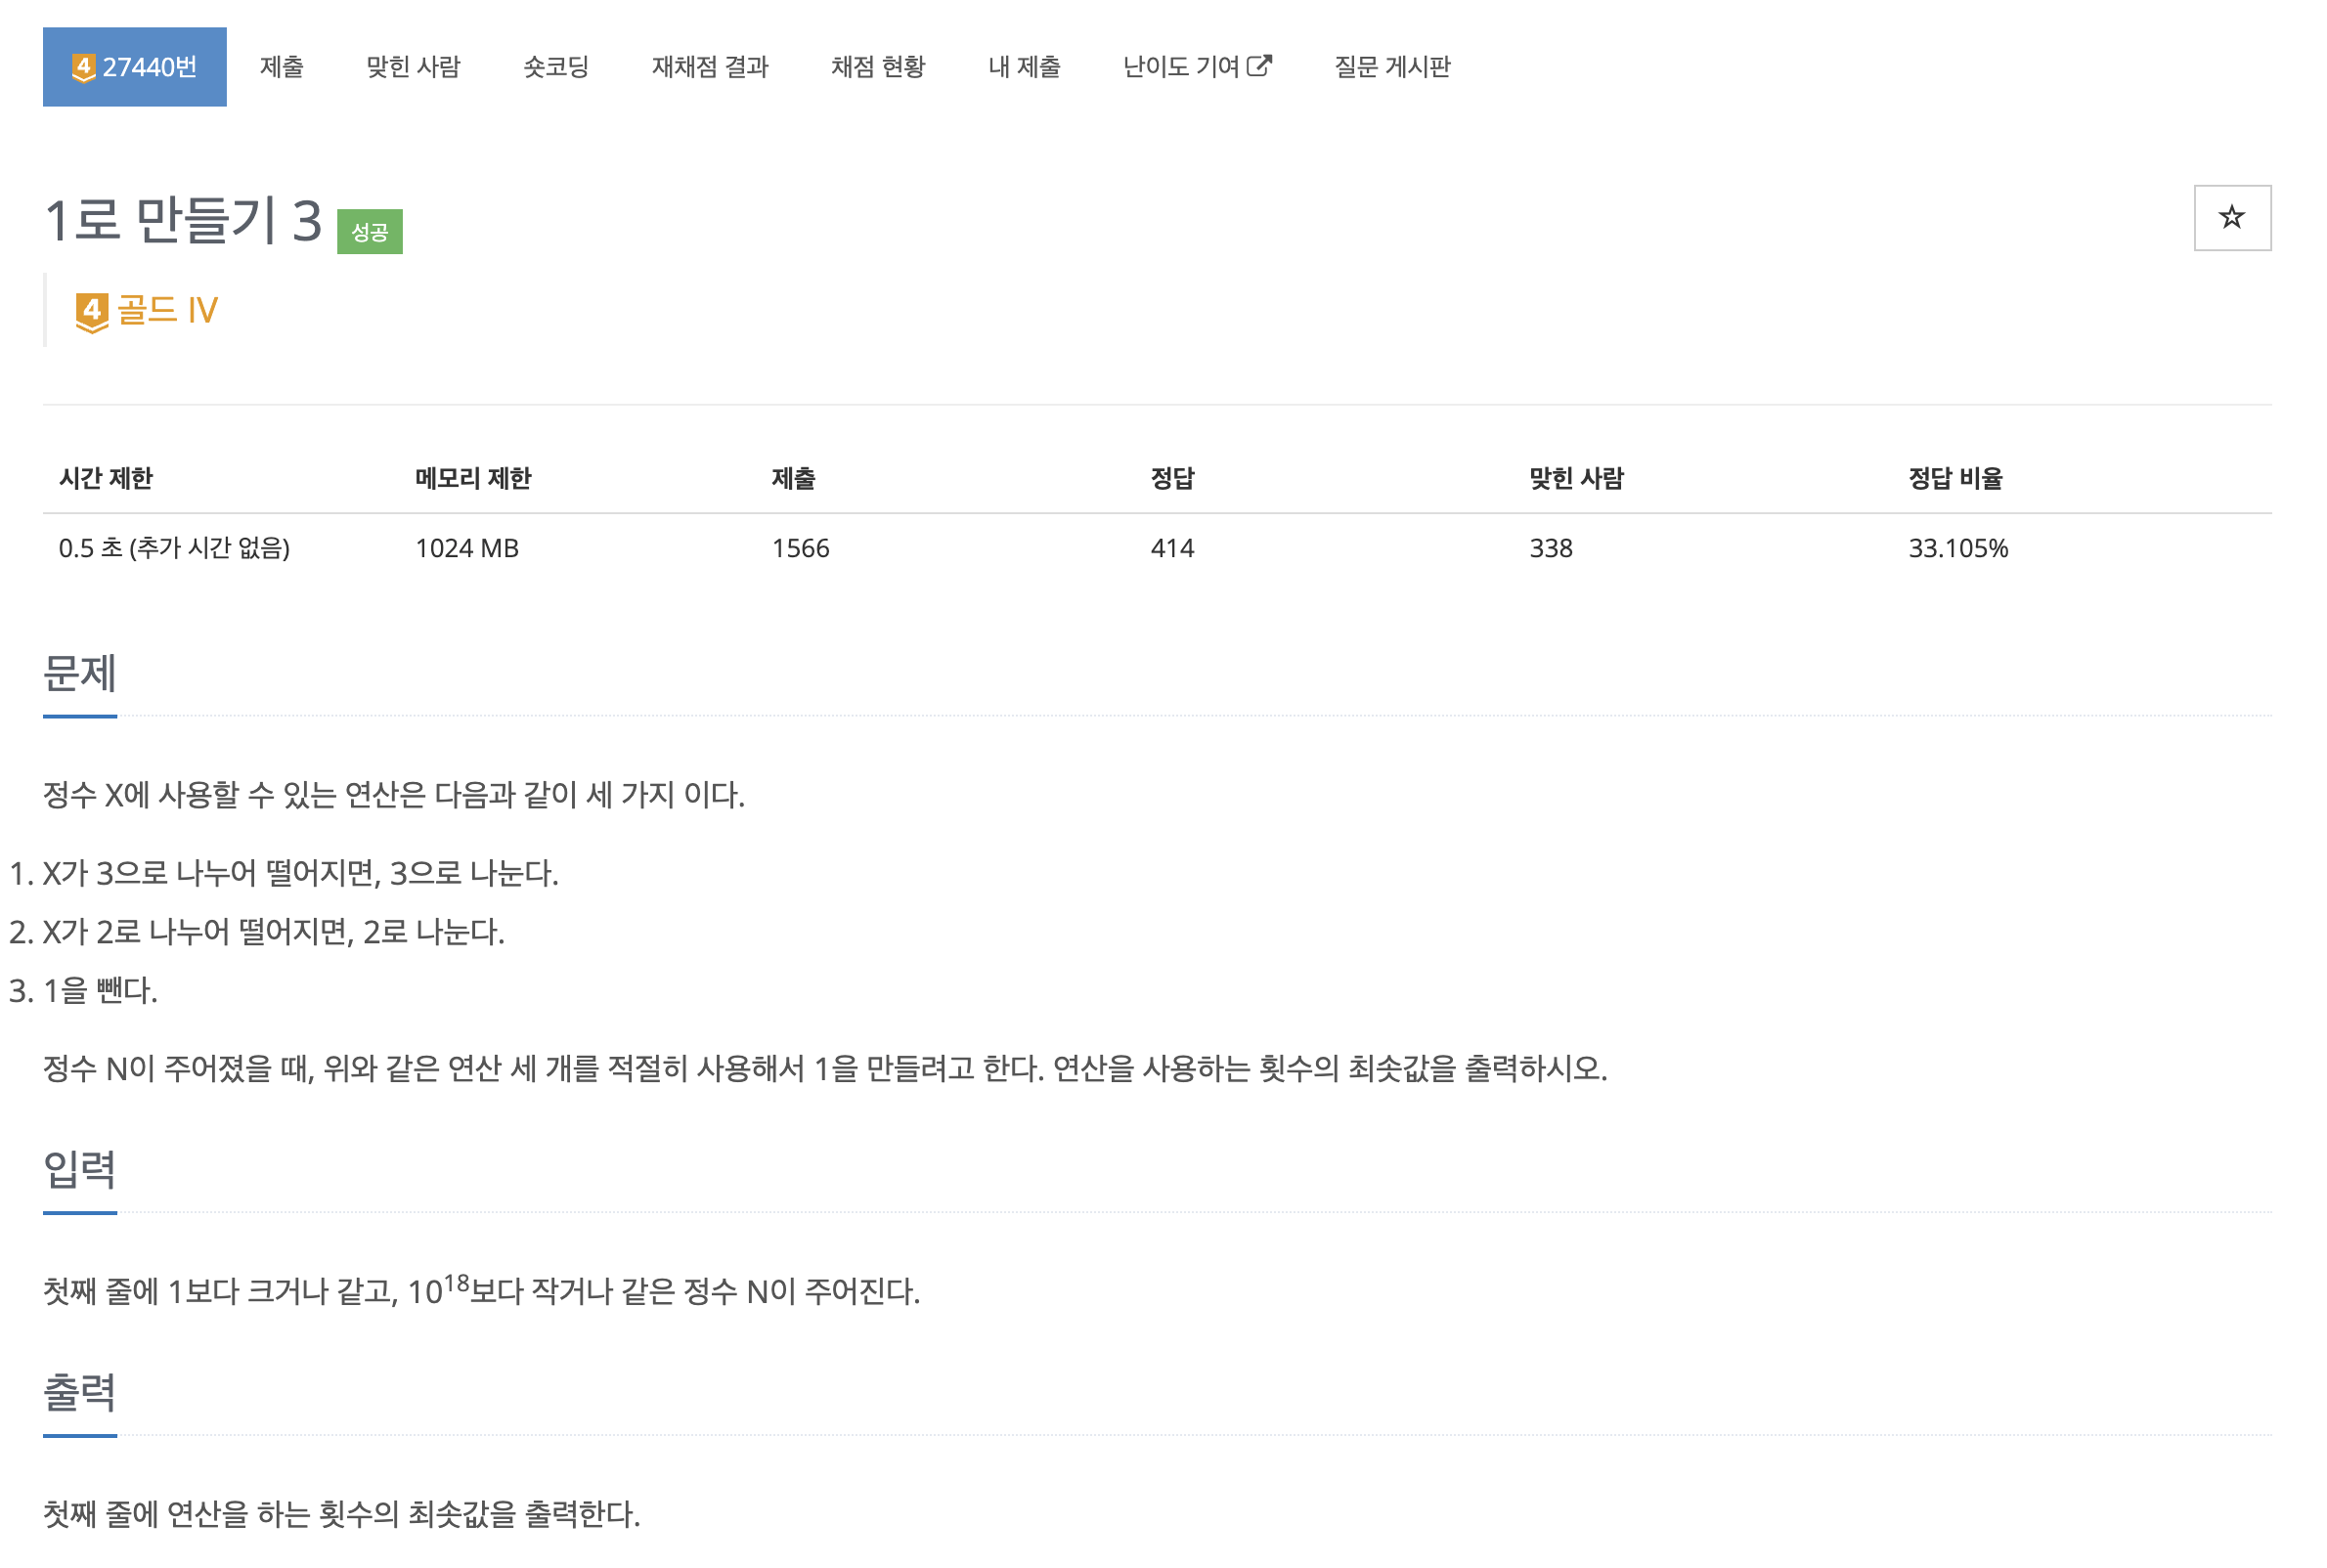 4 27440번 제출 맞힌 사람 숏코딩 재채점 결과 채점 현황 내 제출 난이도 기여 질문 게시판
1로 만들기 3 성공
4 골드 IV
시간 제한 메모리 제한 제출 정답 맞힌 사람 정답 비율
0.5 초 (추가 시간 없음) 1024 MB 1566 414 338 33.105%
문제
정수 X에 사용할 수 있는 연산은 다음과 같이 세 가지 이다.
1. X가 3으로 나누어 떨어지면, 3으로 나눈다.
2. X가 2로 나누어 떨어지면, 2로 나눈다.
3. 1을 뺀다.
정수 N이 주어졌을 때, 위와 같은 연산 세 개를 적절히 사용해서 1을 만들려고 한다. 연산을 사용하는 횟수의 최솟값을 출력하시오.
입력
첫째 줄에 1보다 크거나 같고, 10^18보다 작거나 같은 정수 N이 주어진다.
출력
첫째 줄에 연산을 하는 횟수의 최솟값을 출력한다.